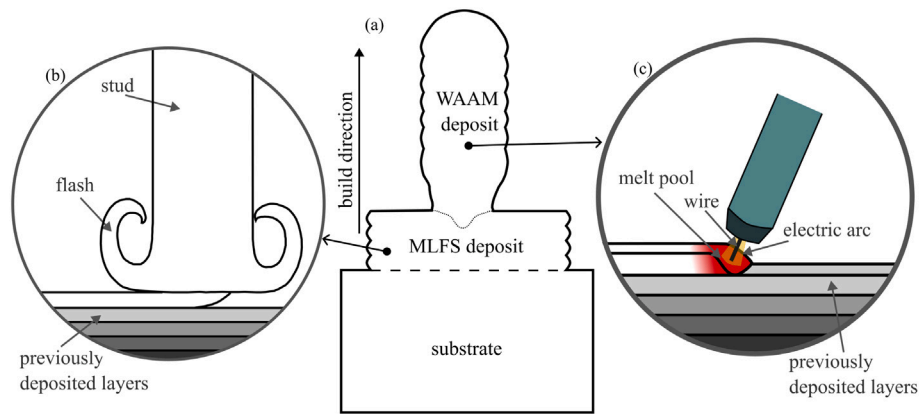 (a)
build direction
WAAM
deposit
MLFS deposit
substrate
(b)
stud
flash
previously
deposited layers
(c)
melt pool
wire
electric arc
previously
deposited layers